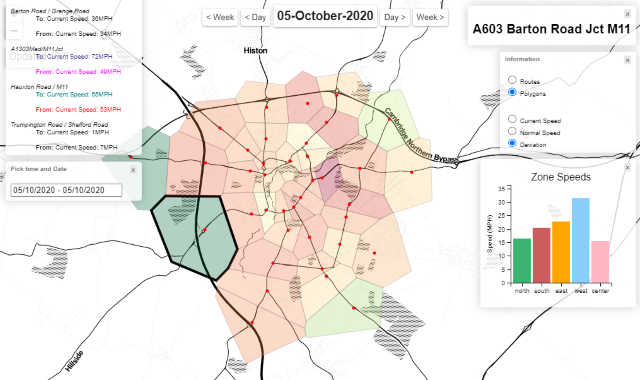 Barton Road / Grange Road
To: Current Speed: 36MPH
From: Current Speed: 34MPH
A1303Mad/M11Jct
To: Current Speed: 72MPH
From: Current Speed: 49MPH
Hauxton Road / M11
To: Current Speed: 55MPH
From: Current Speed: 53MPH
Trumpington Road / Shelford Road
To: Current Speed: 1MPH
From: Current Speed: 7MPH
Pick time and Date
x
05/10/2020 - 05/10/2020
< Week
< Day
05-October-2020
Day >
Week >
Histon
Cambridge Northern Bypass
Hillside
x
A603 Barton Road Jct M11
Information
x
Routes
Polygons
Current Speed
Normal Speed
Deviation
x
Zone Speeds
Speed (MPH)
35
30
25
20
15
10
5
0
north
south
east
west
center